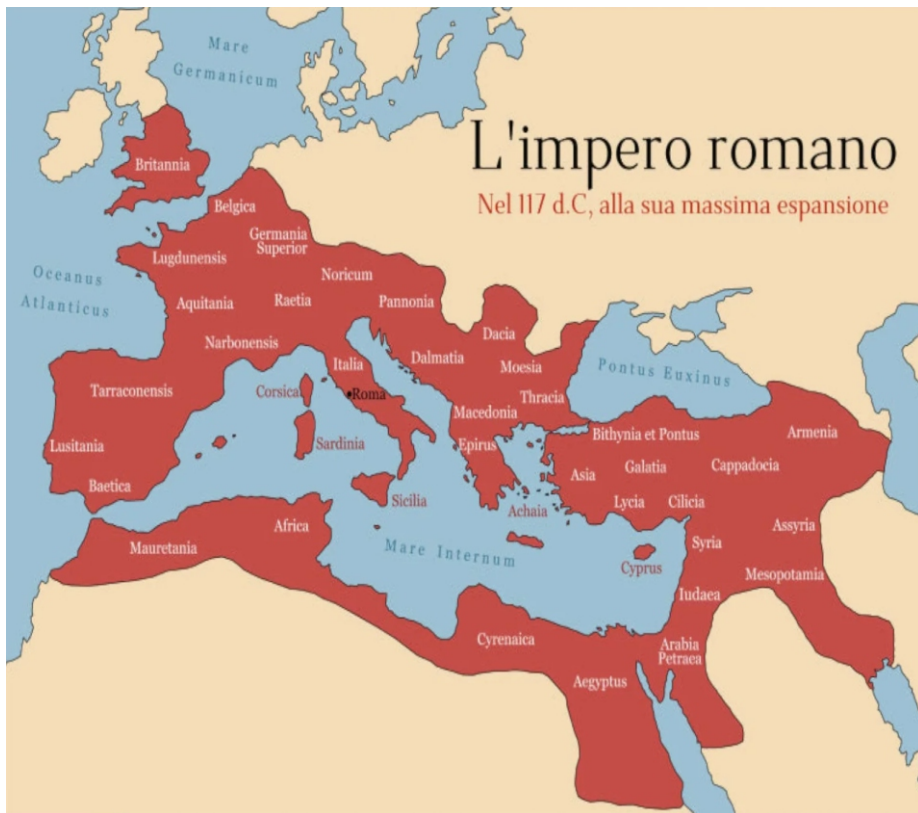 Mare
Germanicum
L'impero romano
Nel 117 d.C, alla sua massima espansione
Britannia
Belgica
Germania
Superior
Lugdunensis
Noricum
Oceanus
Atlanticus
Aquitania
Raetia
Pannonia
Dacia
Narbonensis
Italia
Dalmatia
Moesia
Pontus Euxinus
Tarraconensis
Corsica
Roma
Thracia
Macedonia
Lusitania
Sardinia
Epirus
Bithynia et Pontus
Armenia
Asia
Galatia
Cappadocia
Baetica
Sicilia
Achaia
Lycia
Cilicia
Mauretania
Africa
Mare Internum
Syria
Assyria
Cyprus
Mesopotamia
Iudaea
Cyrenaica
Arabia
Petraea
Aegyptus